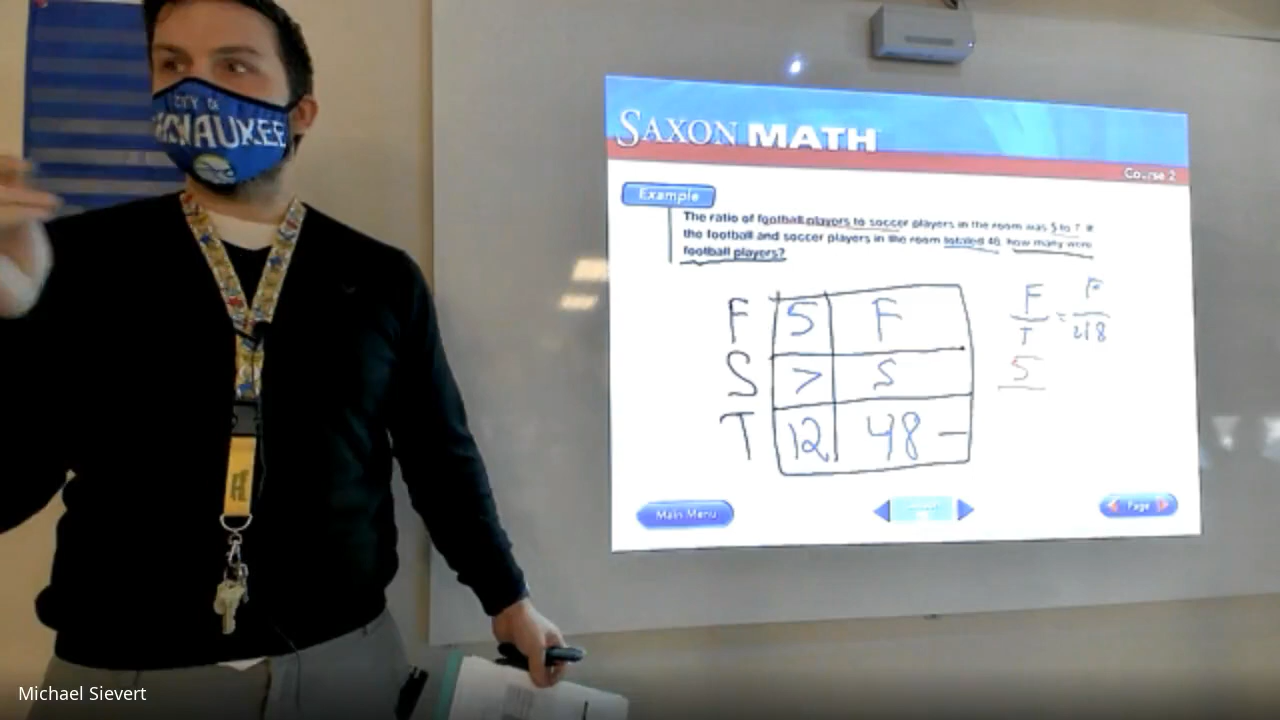 CITY OF
MILWAUKEE
SAXON MATH
Course 2
Example
The ratio of football players to soccer players in the room was 5 to 7. If
the football and soccer players in the room totaled 48, how many were
football players?
F 5 F
S 7 S
T 12 48 -
F F
T = 48
5
Main Menu
Page
Michael Sievert